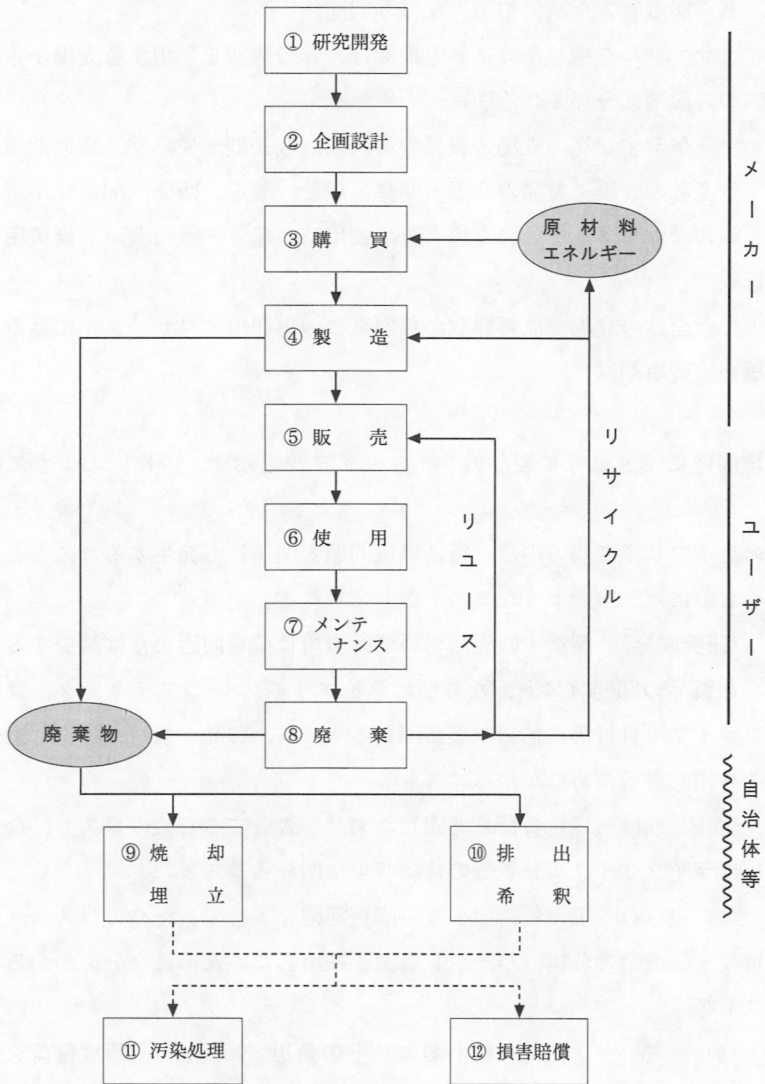 ① 研究開発
② 企画設計
③ 購買
原材料
エネルギー
④ 製造
⑤ 販売
⑥ 使用
⑦ メンテ
ナンス
廃棄物
⑧ 廃棄
リユース
リサイクル
メーカー
ユーザー
自治体等
⑨ 焼却
埋立
⑩ 排出
希釈
⑪ 汚染処理
⑫ 損害賠償